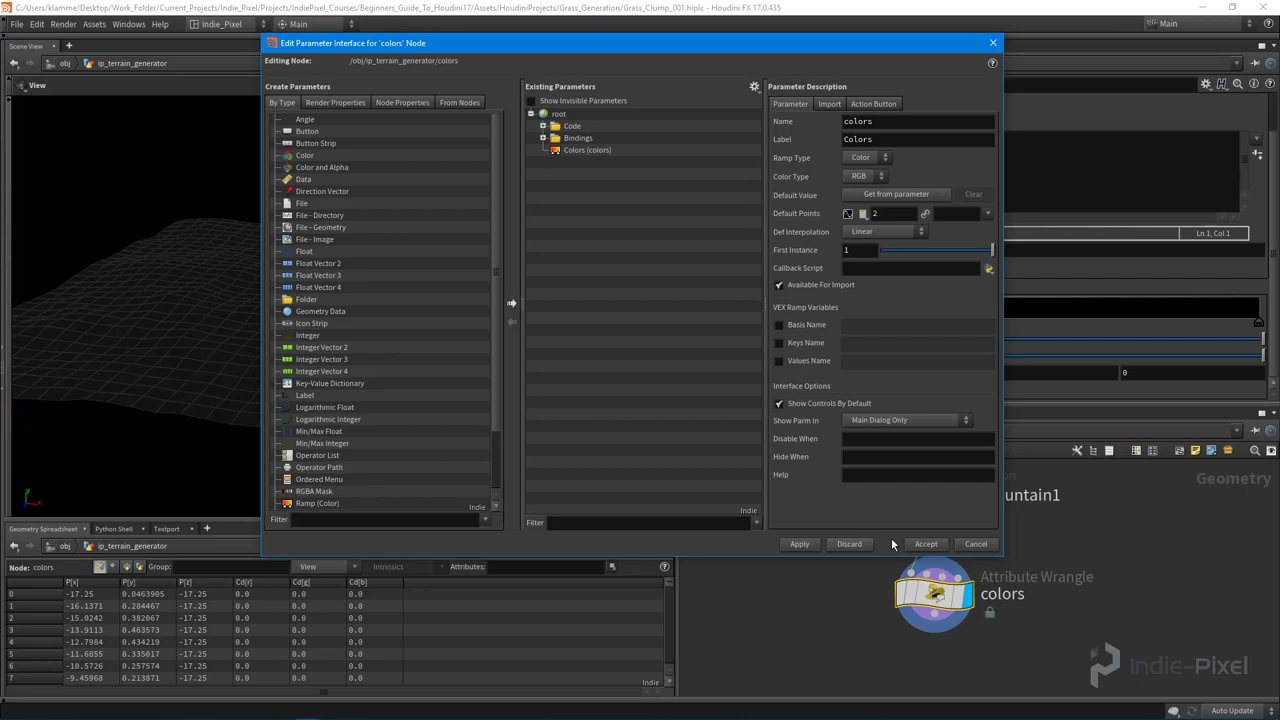 C:/Users/klamme/Desktop/Work_Folder/Current_Projects/Projects/Indie_Pixel/Projects/Indie_Pixel_Courses/Beginners_Guide_To_Houdini17/Assets/HoudiniProjects/Grass_Generation/Grass_Clump_001.hiplc - Houdini FX 17.0.435
File Edit Render Assets Windows Help Indie_Pixel Main Main
Scene View
obj ip_terrain_generator
View
Edit Parameter Interface for 'colors' Node
Editing Node: /obj/ip_terrain_generator/colors
Create Parameters
By Type Render Properties Node Properties From Nodes
Angle
Button
Button Strip
Color
Color and Alpha
Data
Direction Vector
File
File - Directory
File - Geometry
File - Image
Float
Float Vector 2
Float Vector 3
Float Vector 4
Folder
Geometry Data
Icon Strip
Integer
Integer Vector 2
Integer Vector 3
Integer Vector 4
Key-Value Dictionary
Label
Logarithmic Float
Logarithmic Integer
Min/Max Float
Min/Max Integer
Operator List
Operator Path
Ordered Menu
RGBA Mask
Ramp (Color)
Indie
Filter
Existing Parameters
Show Invisible Parameters
root
Code
Bindings
Colors (colors)
Indie
Filter
Parameter Description
Parameter Import Action Button
Name colors
Label Colors
Ramp Type Color
Color Type RGB
Default Value Get from parameter Clear
Default Points 2
Def Interpolation Linear
First Instance 1
Callback Script
Available For Import
VEX Ramp Variables
Basis Name
Keys Name
Values Name
Interface Options
Show Controls By Default
Show Parm In Main Dialog Only
Disable When
Hide When
Help
Apply Discard Accept Cancel
Ln 1, Col 1
0
Geometry
untain1
Attribute Wrangle
colors
Indie-Pixel
Geometry Spreadsheet Python Shell Textport
obj ip_terrain_generator
Node: colors Group: View Intrinsics Attributes:
P[x] P[y] P[z] Cd[r] Cd[g] Cd[b]
0 -17.25 0.0463905 -17.25 0.0 0.0 0.0
1 -16.1371 0.284467 -17.25 0.0 0.0 0.0
2 -15.0242 0.382067 -17.25 0.0 0.0 0.0
3 -13.9113 0.463573 -17.25 0.0 0.0 0.0
4 -12.7984 0.434219 -17.25 0.0 0.0 0.0
5 -11.6855 0.335017 -17.25 0.0 0.0 0.0
6 -10.5726 0.257574 -17.25 0.0 0.0 0.0
7 -9.45968 0.213871 -17.25 0.0 0.0 0.0
Indie
Auto Update